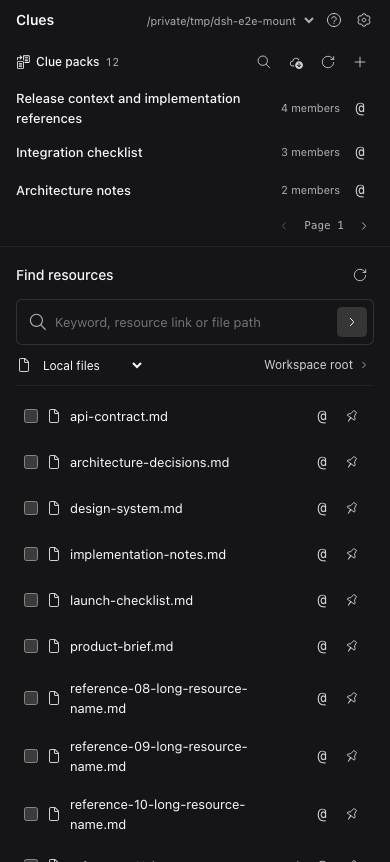 Clues /private/tmp/dsh-e2e-mount
Clue packs 12
Release context and implementation
references
4 members @
Integration checklist 3 members @
Architecture notes 2 members @
Page 1
Find resources
Keyword, resource link or file path
Local files Workspace root
api-contract.md @
architecture-decisions.md @
design-system.md @
implementation-notes.md @
launch-checklist.md @
product-brief.md @
reference-08-long-resource-
name.md @
reference-09-long-resource-
name.md @
reference-10-long-resource-
name.md @